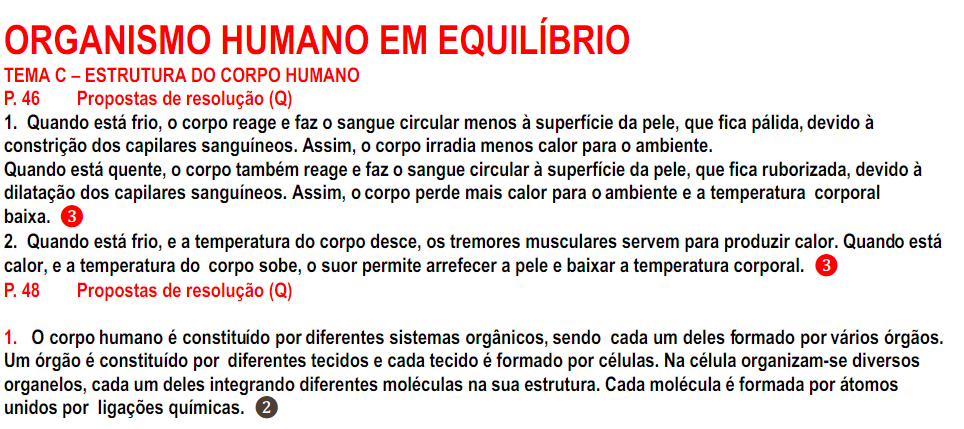 ORGANISMO HUMANO EM EQUILÍBRIO
TEMA C – ESTRUTURA DO CORPO HUMANO
P. 46 Propostas de resolução (Q)
1. Quando está frio, o corpo reage e faz o sangue circular menos à superfície da pele, que fica pálida, devido à
constrição dos capilares sanguíneos. Assim, o corpo irradia menos calor para o ambiente.
Quando está quente, o corpo também reage e faz o sangue circular à superfície da pele, que fica ruborizada, devido à
dilatação dos capilares sanguíneos. Assim, o corpo perde mais calor para o ambiente e a temperatura corporal
baixa. ❸
2. Quando está frio, e a temperatura do corpo desce, os tremores musculares servem para produzir calor. Quando está
calor, e a temperatura do corpo sobe, o suor permite arrefecer a pele e baixar a temperatura corporal. ❸
P. 48 Propostas de resolução (Q)
1. O corpo humano é constituído por diferentes sistemas orgânicos, sendo cada um deles formado por vários órgãos.
Um órgão é constituído por diferentes tecidos e cada tecido é formado por células. Na célula organizam-se diversos
organelos, cada um deles integrando diferentes moléculas na sua estrutura. Cada molécula é formada por átomos
unidos por ligações químicas. ❷